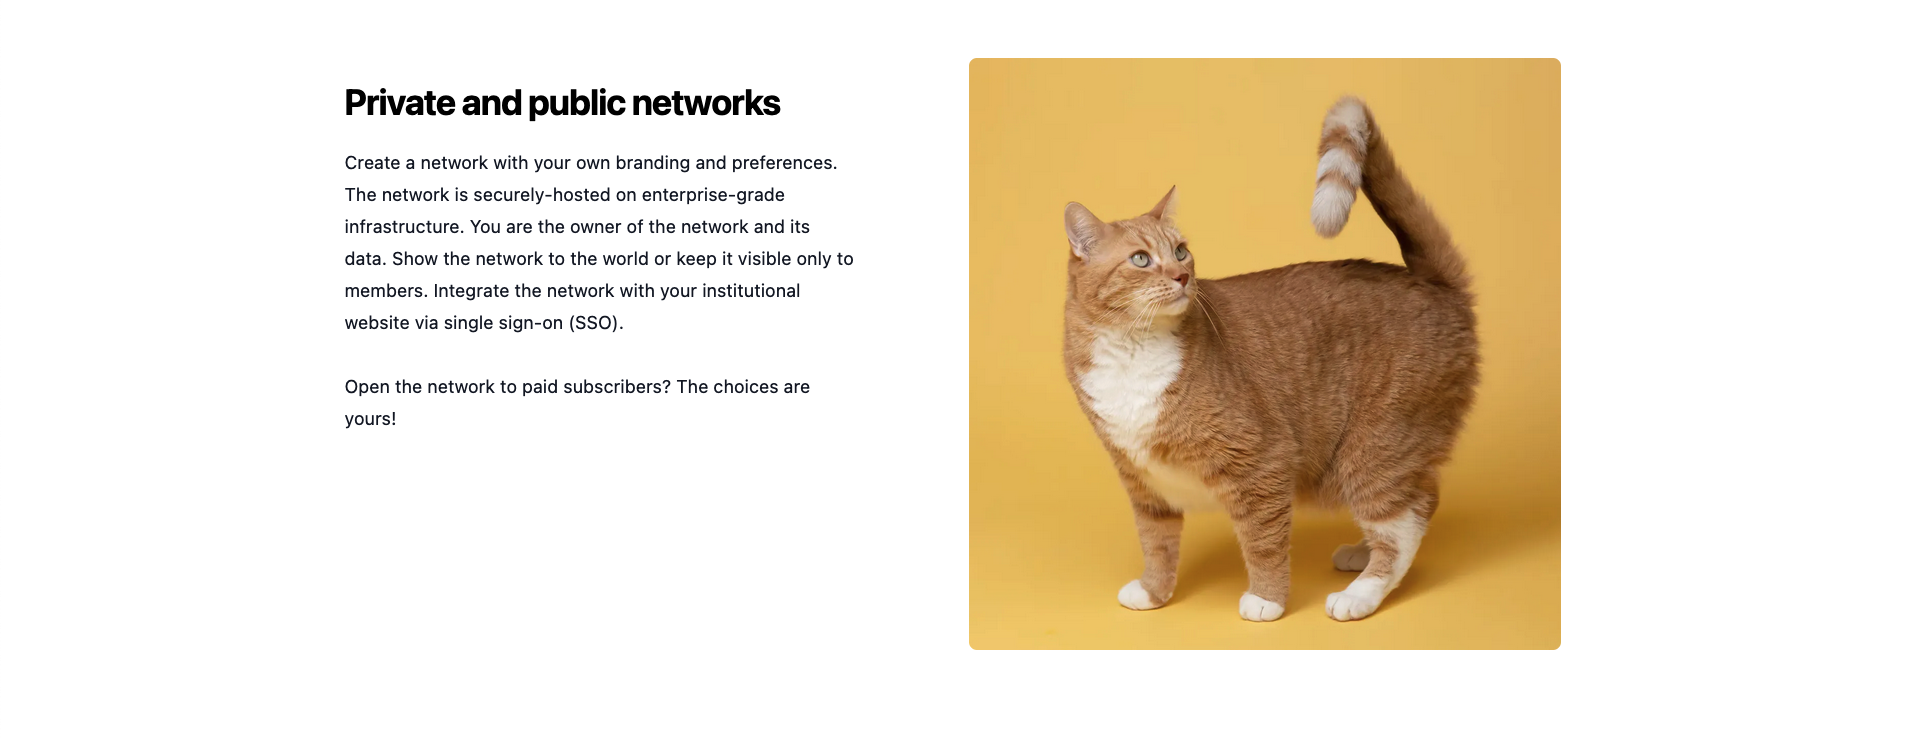 Private and public networks
Create a network with your own branding and preferences.
The network is securely-hosted on enterprise-grade
infrastructure. You are the owner of the network and its
data. Show the network to the world or keep it visible only to
members. Integrate the network with your institutional
website via single sign-on (SSO).
Open the network to paid subscribers? The choices are
yours!